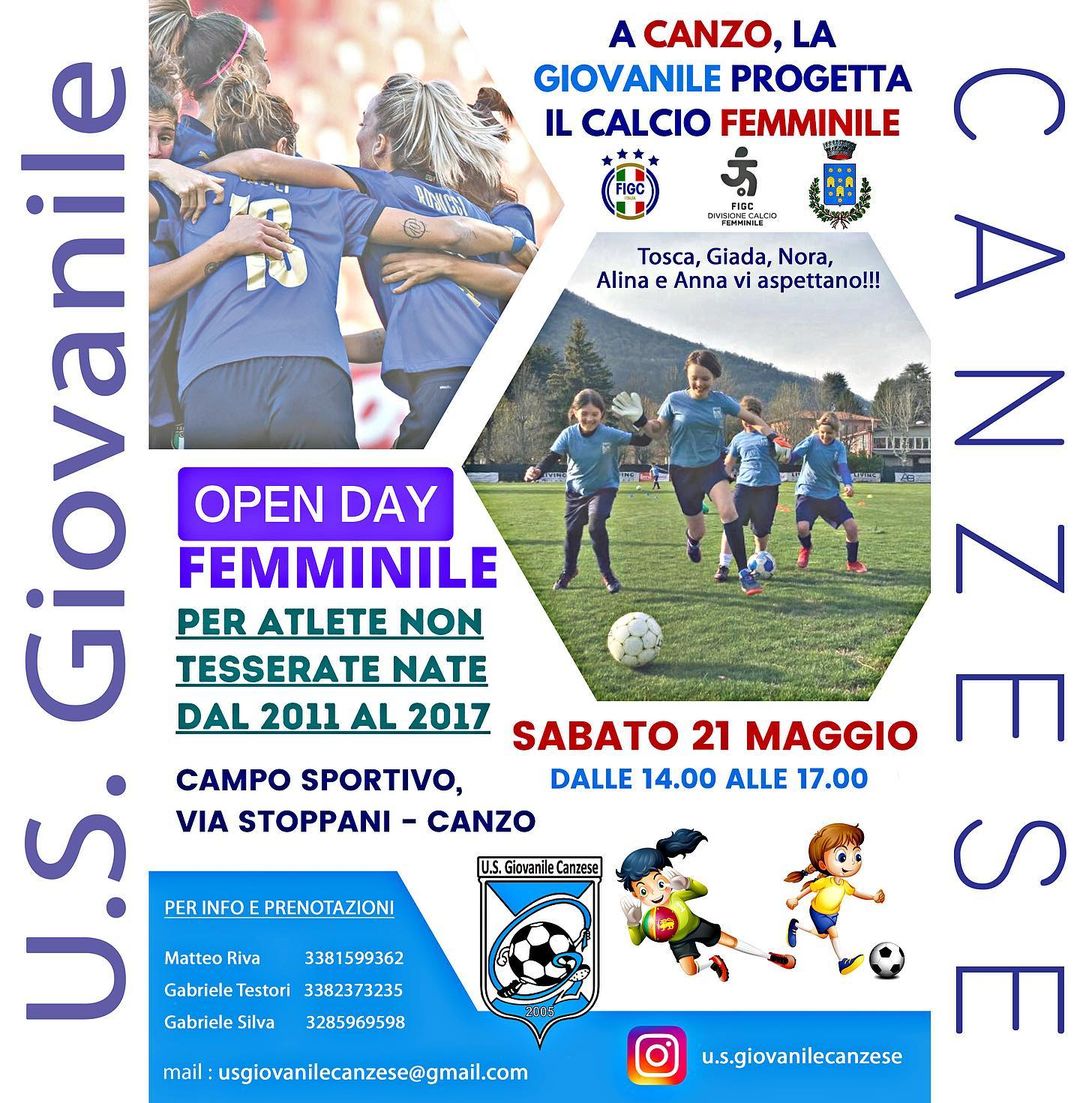 U.S. Giovanile
CANZESE
A CANZO, LA
GIOVANILE PROGETTA
IL CALCIO FEMMINILE
FIGC
ITALIA
FIGC
DIVISIONE CALCIO
FEMMINILE
Tosca, Giada, Nora,
Alina e Anna vi aspettano!!!
OPEN DAY
FEMMINILE
PER ATLETE NON
TESSERATE NATE
DAL 2011 AL 2017
SABATO 21 MAGGIO
DALLE 14.00 ALLE 17.00
CAMPO SPORTIVO,
VIA STOPPANI - CANZO
PER INFO E PRENOTAZIONI
Matteo Riva 3381599362
Gabriele Testori 3382373235
Gabriele Silva 3285969598
mail : usgiovanilecanzese@gmail.com
U.S. Giovanile Canzese
2005
u.s.giovanilecanzese